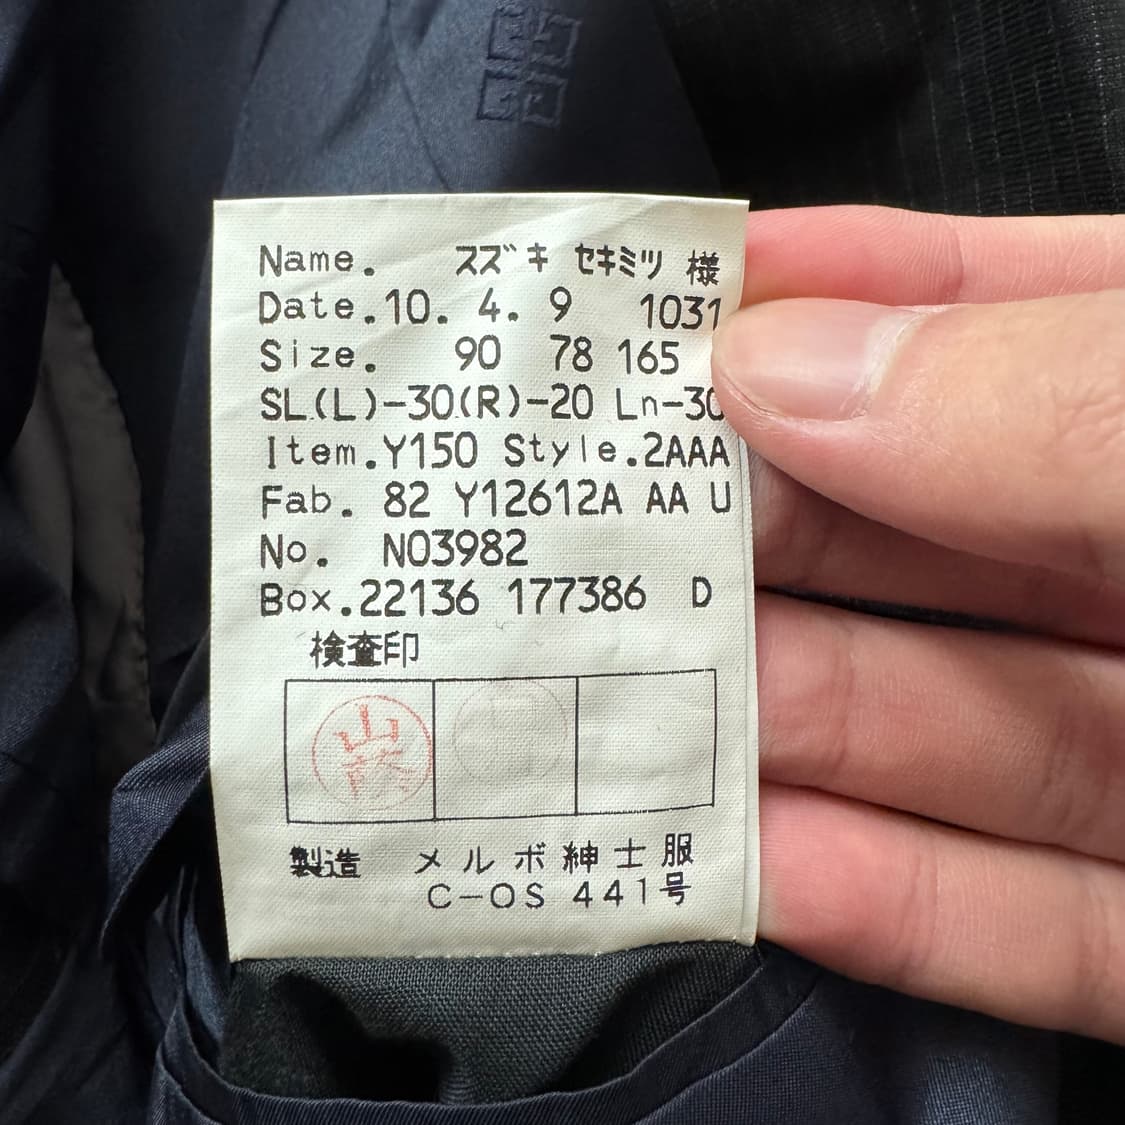 Name. スズキ セキミツ 様
Date.10. 4. 9 1031
Size. 90 78 165
SL(L)-30(R)-20 Ln-30
Item.Y150 Style.2AAA
Fab. 82 Y12612A AA U
No. N03982
Box.22136 177386 D
検査印
山
製造 メルボ紳士服
C-OS 441号